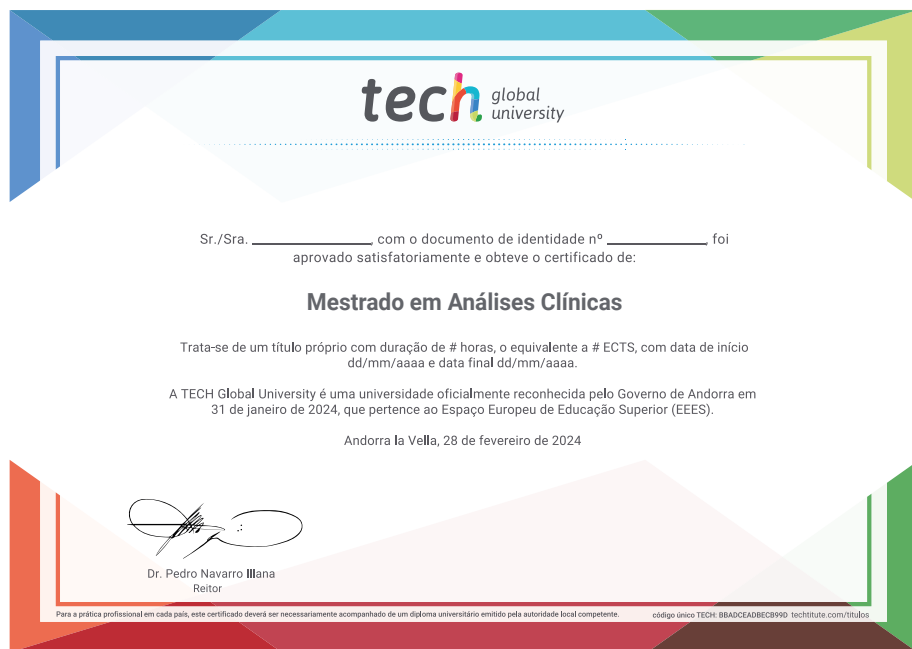 tech global
university
Sr./Sra. ________________, com o documento de identidade nº ______________, foi
aprovado satisfatoriamente e obteve o certificado de:
Mestrado em Análises Clínicas
Trata-se de um título próprio com duração de # horas, o equivalente a # ECTS, com data de início
dd/mm/aaaa e data final dd/mm/aaaa.
A TECH Global University é uma universidade oficialmente reconhecida pelo Governo de Andorra em
31 de janeiro de 2024, que pertence ao Espaço Europeu de Educação Superior (EEES).
Andorra la Vella, 28 de fevereiro de 2024
Dr. Pedro Navarro Illana
Reitor
Para a prática profissional em cada país, este certificado deverá ser necessariamente acompanhado de um diploma universitário emitido pela autoridade local competente. código único TECH: BBADCEADBECB99D techtitute.com/titulos